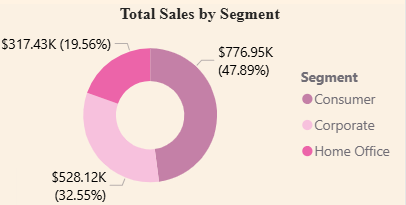 Total Sales by Segment
$317.43K (19.56%)
$776.95K
(47.89%)
Segment
Consumer
Corporate
Home Office
$528.12K
(32.55%)